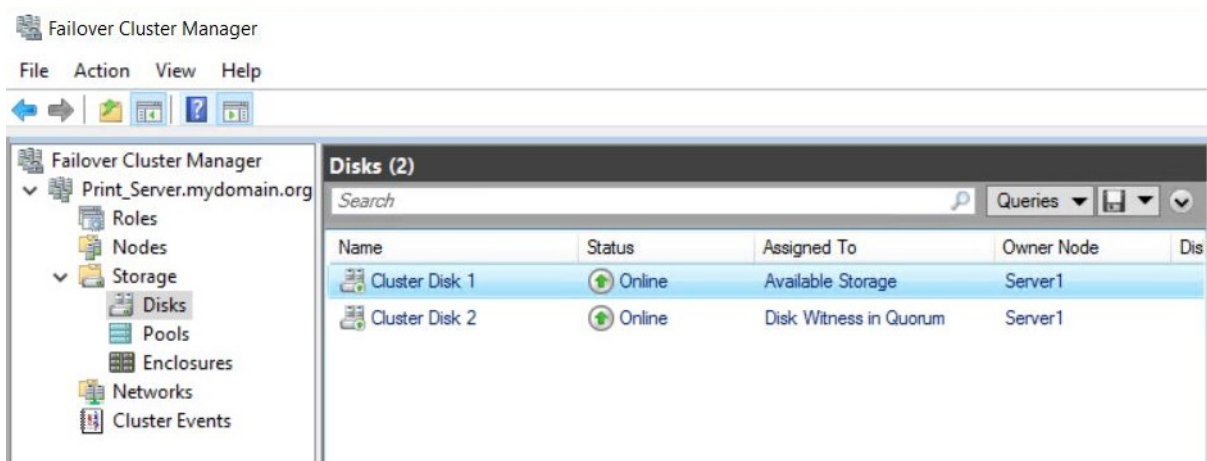 Failover Cluster Manager
File Action View Help
Failover Cluster Manager
Print_Server.mydomain.org
Roles
Nodes
Storage
Disks
Pools
Enclosures
Networks
Cluster Events
Disks (2)
Search Queries
Name Status Assigned To Owner Node Dis
Cluster Disk 1 Online Available Storage Server1
Cluster Disk 2 Online Disk Witness in Quorum Server1